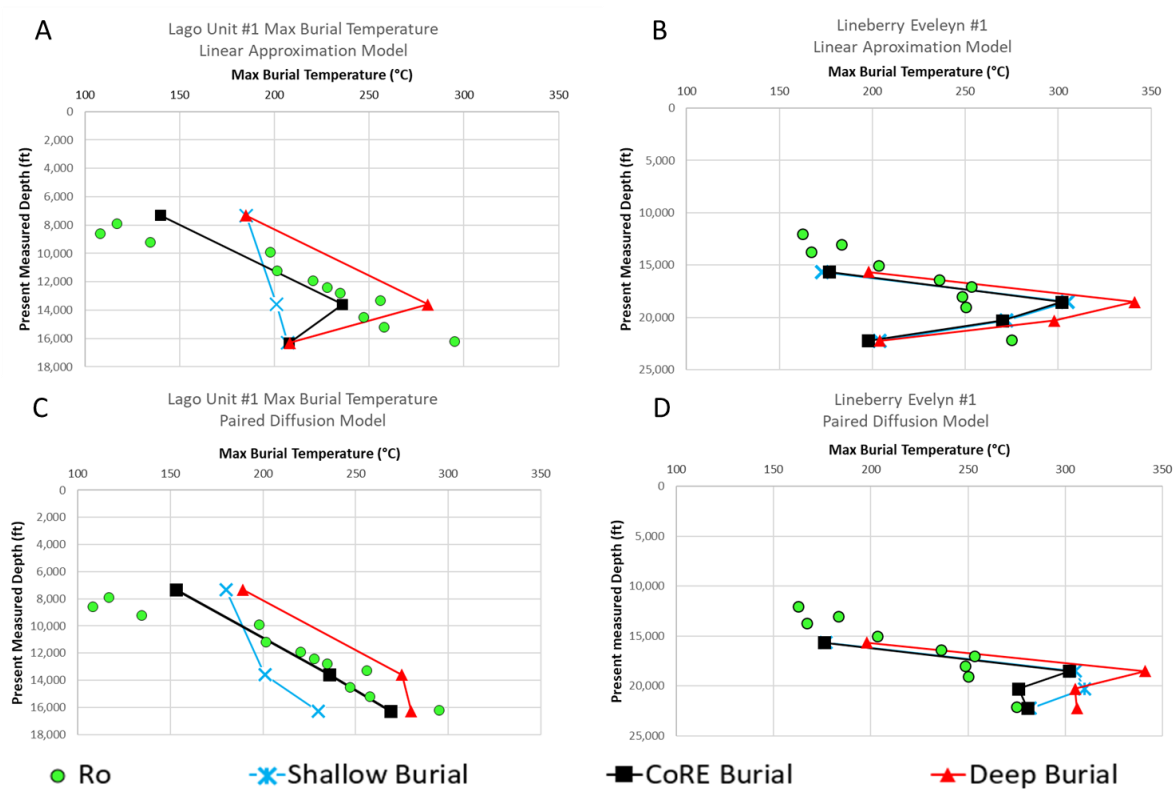 A
Lago Unit #1 Max Burial Temperature
Linear Approximation Model
Max Burial Temperature (°C)
100 150 200 250 300 350
Present Measured Depth (ft)
0
2,000
4,000
6,000
8,000
10,000
12,000
14,000
16,000
18,000
B
Lineberry Eveleyn #1
Linear Aproximation Model
Max Burial Temperature (°C)
100 150 200 250 300 350
Present Measured Depth (ft)
0
5,000
10,000
15,000
20,000
25,000
C
Lago Unit #1 Max Burial Temperature
Paired Diffusion Model
Max Burial Temperature (°C)
100 150 200 250 300 350
Present Measured Depth (ft)
0
2,000
4,000
6,000
8,000
10,000
12,000
14,000
16,000
18,000
D
Lineberry Evelyn #1
Paired Diffusion Model
Max Burial Temperature (°C)
100 150 200 250 300 350
Present measured Depth (ft)
0
5,000
10,000
15,000
20,000
25,000
Ro Shallow Burial CoRE Burial Deep Burial